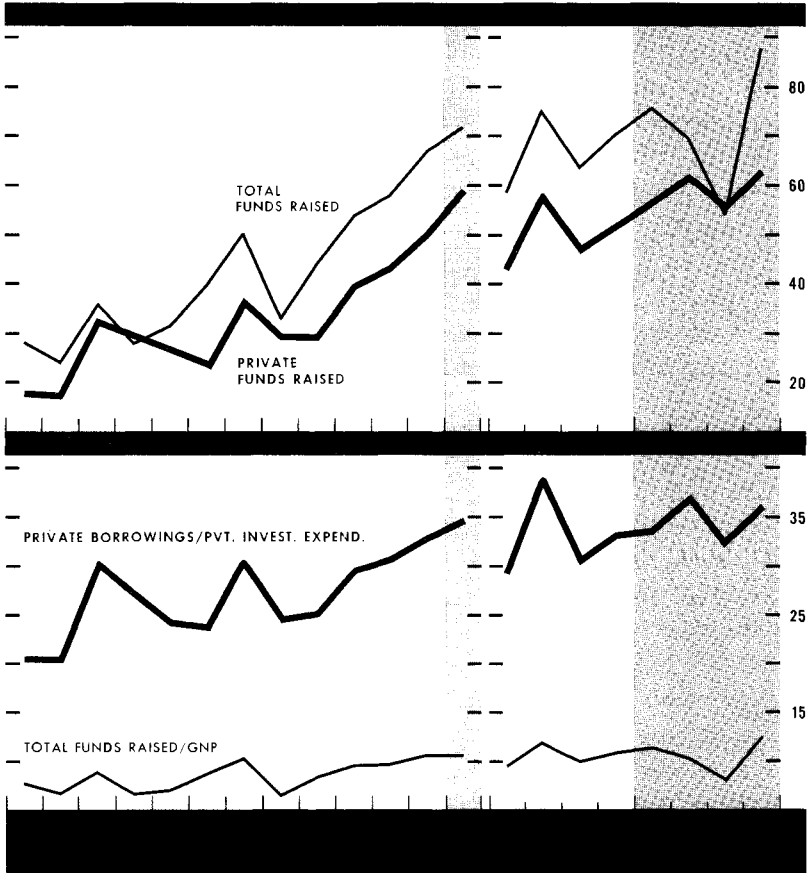 TOTAL
FUNDS RAISED
PRIVATE
FUNDS RAISED
80
60
40
20
PRIVATE BORROWINGS/PVT. INVEST. EXPEND.
TOTAL FUNDS RAISED/GNP
35
25
15